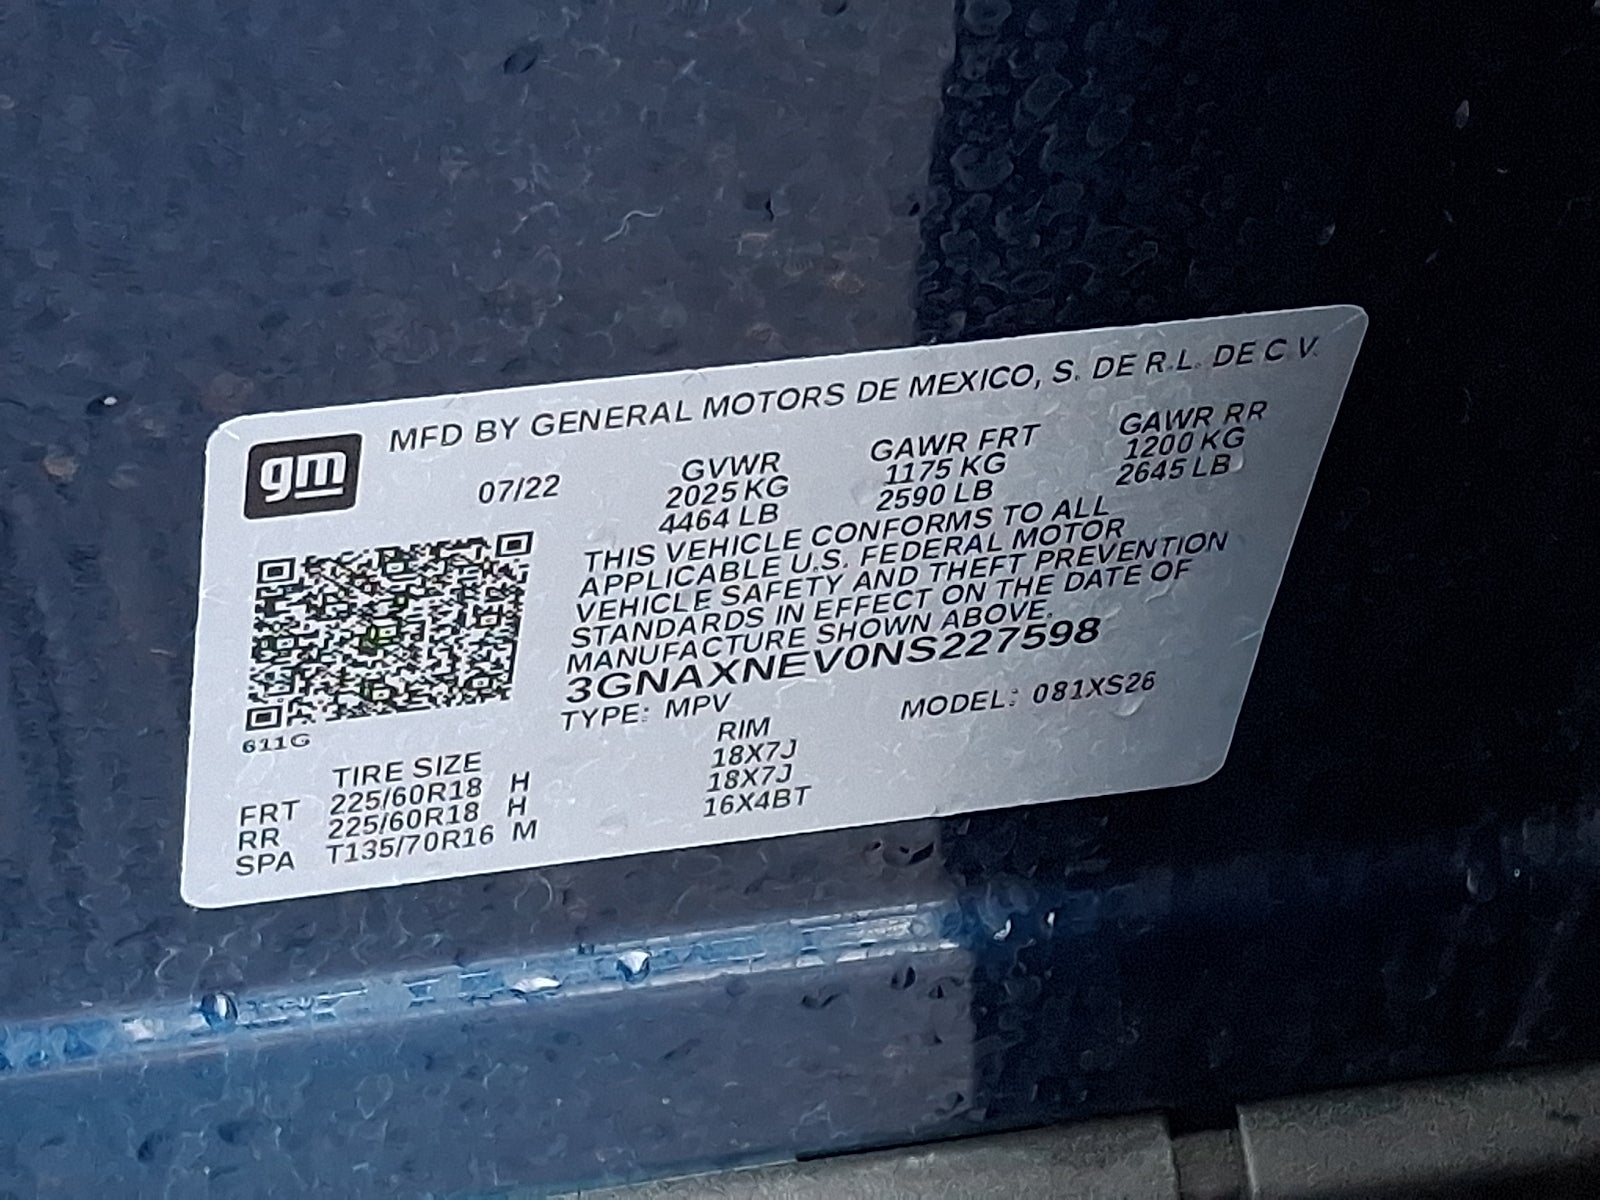 gm
MFD BY GENERAL MOTORS DE MEXICO, S. DE R.L. DE C V.
07/22
GVWR
2025 KG
4464 LB
GAWR FRT
1175 KG
2590 LB
GAWR RR
1200 KG
2645 LB
THIS VEHICLE CONFORMS TO ALL
APPLICABLE U.S. FEDERAL MOTOR
VEHICLE SAFETY AND THEFT PREVENTION
STANDARDS IN EFFECT ON THE DATE OF
MANUFACTURE SHOWN ABOVE.
3GNAXNEV0NS227598
TYPE: MPV
MODEL: 081XS26
611G
TIRE SIZE RIM
FRT 225/60R18 H 18X7J
RR 225/60R18 H 18X7J
SPA T135/70R16 M 16X4BT